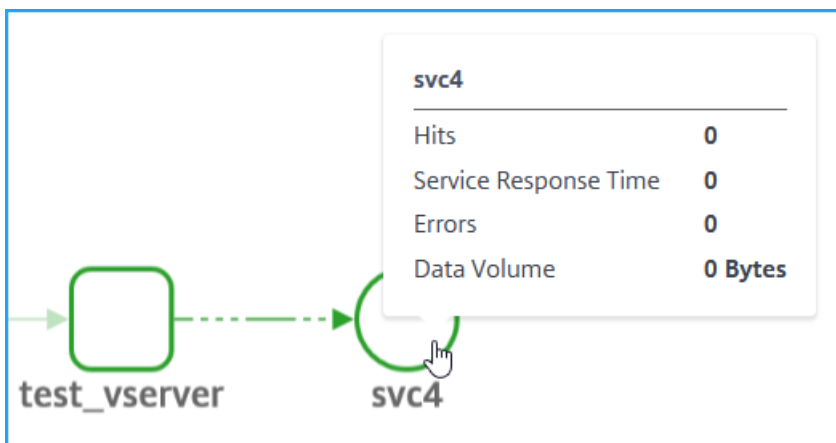 svc4
Hits 0
Service Response Time 0
Errors 0
Data Volume 0 Bytes
test_vserver svc4